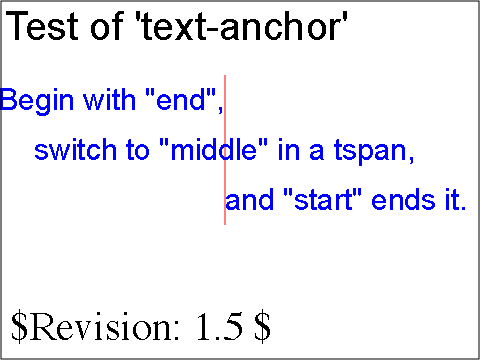 Test of 'text-anchor'
Begin with "end",
switch to "middle" in a tspan,
and "start" ends it.
$Revision: 1.5 $